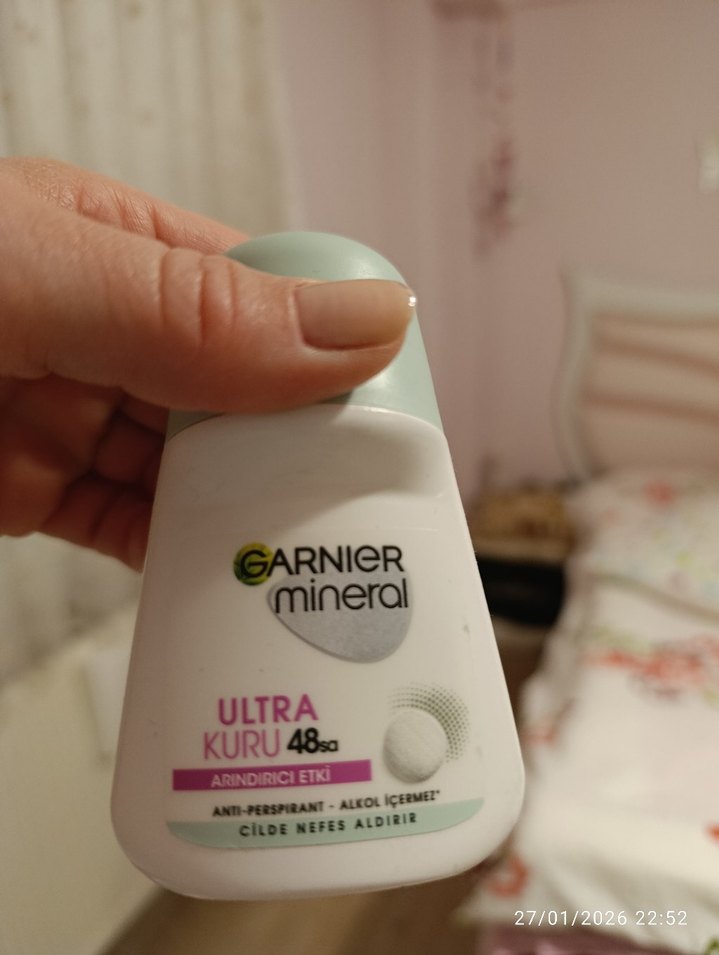 GARNIER
mineral
ULTRA
KURU 48sa
ARINDIRICI ETKİ
ANTI-PERSPIRANT - ALKOL İÇERMEZ*
CİLDE NEFES ALDIRIR
27/01/2026 22:52